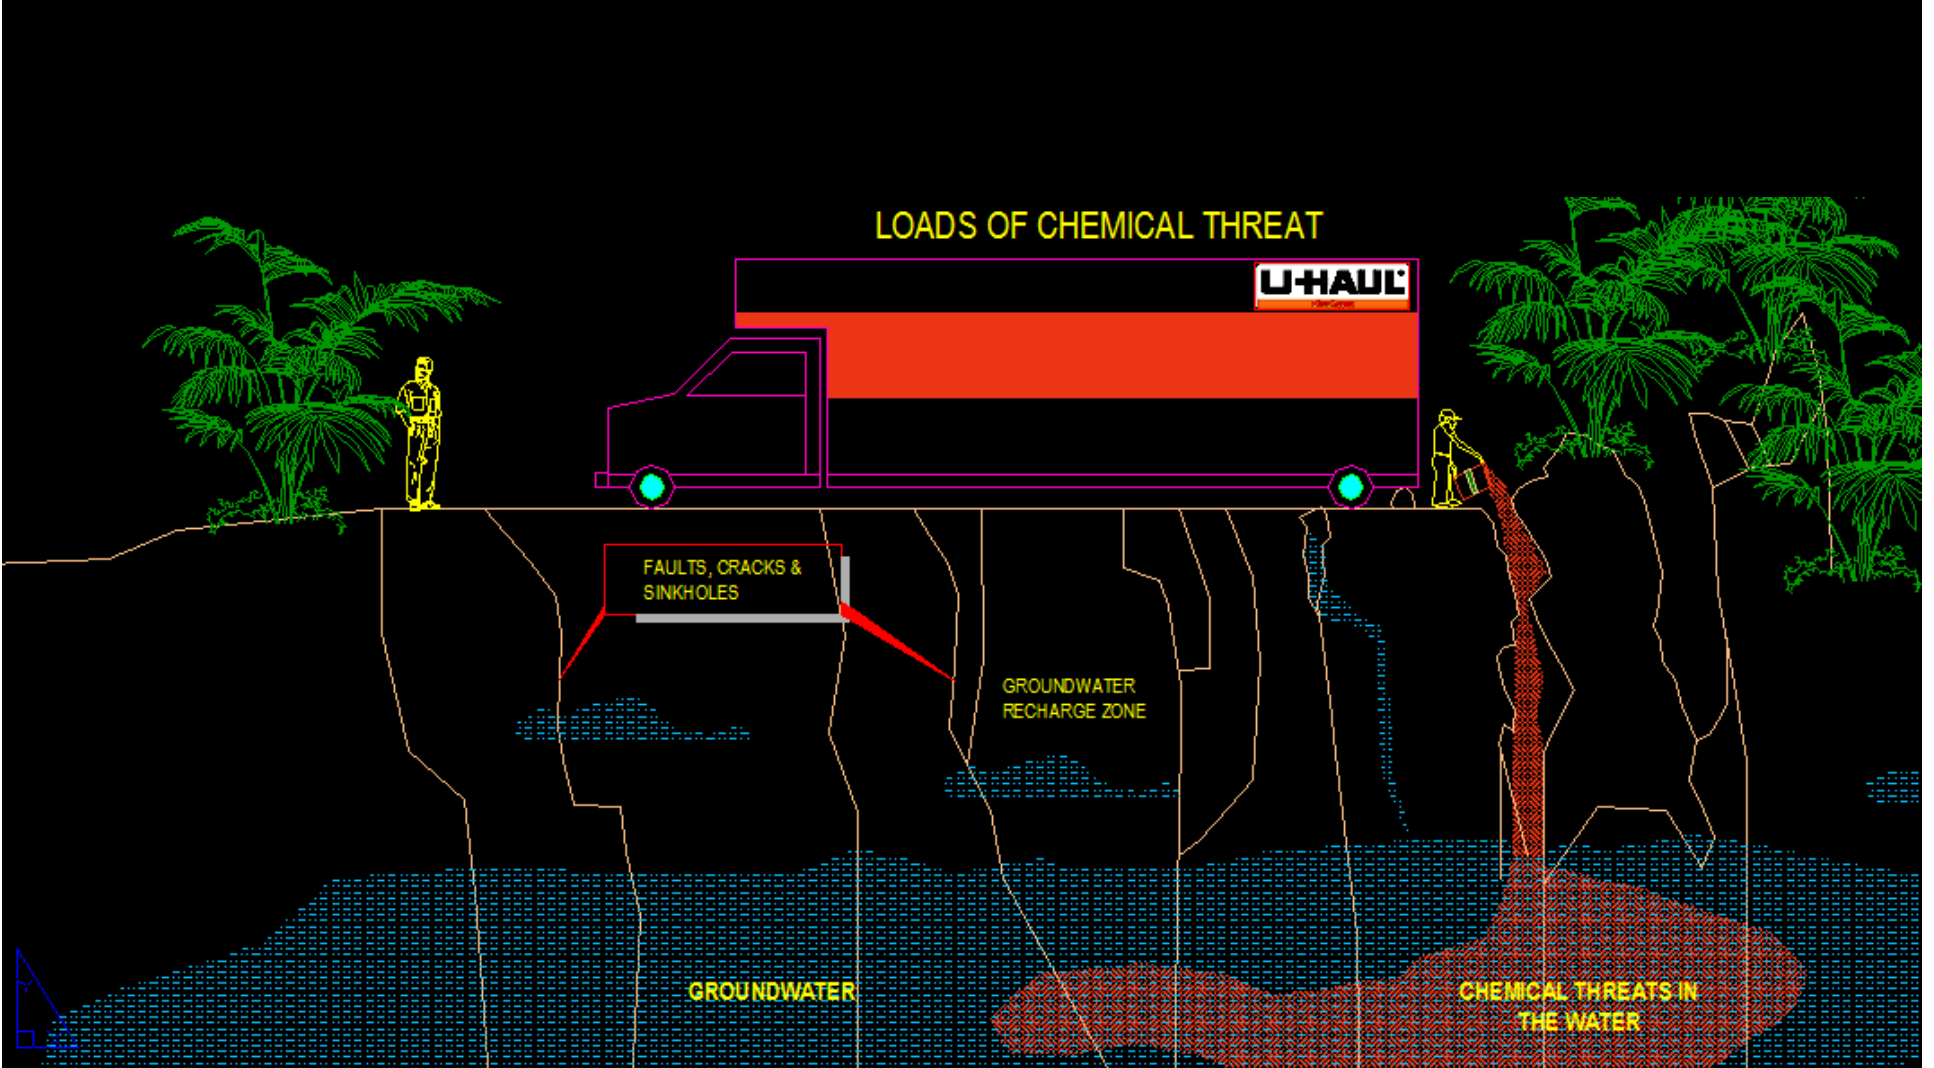 LOADS OF CHEMICAL THREAT
U-HAUL
FAULTS, CRACKS &
SINKHOLES
GROUNDWATER
RECHARGE ZONE
GROUNDWATER
CHEMICAL THREATS IN
THE WATER